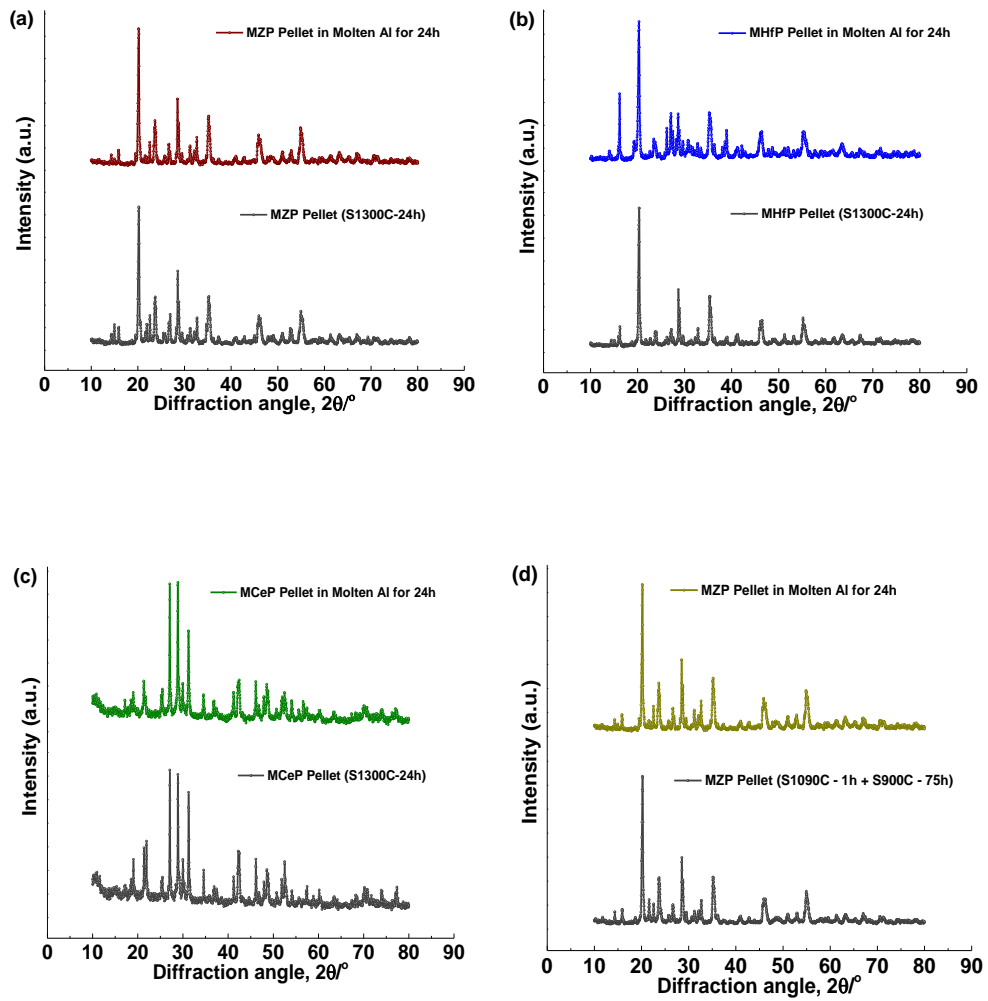 (a)
MZP Pellet in Molten Al for 24h
MZP Pellet (S1300C-24h)
Intensity (a.u.)
0 10 20 30 40 50 60 70 80 90
Diffraction angle, 2θ/°
(b)
MHfP Pellet in Molten Al for 24h
MHfP Pellet (S1300C-24h)
Intensity (a.u.)
0 10 20 30 40 50 60 70 80 90
Diffraction angle, 2θ/°
(c)
MCeP Pellet in Molten Al for 24h
MCeP Pellet (S1300C-24h)
Intensity (a.u.)
0 10 20 30 40 50 60 70 80 90
Diffraction angle, 2θ/°
(d)
MZP Pellet in Molten Al for 24h
MZP Pellet (S1090C - 1h + S900C - 75h)
Intensity (a.u.)
0 10 20 30 40 50 60 70 80 90
Diffraction angle, 2θ/°